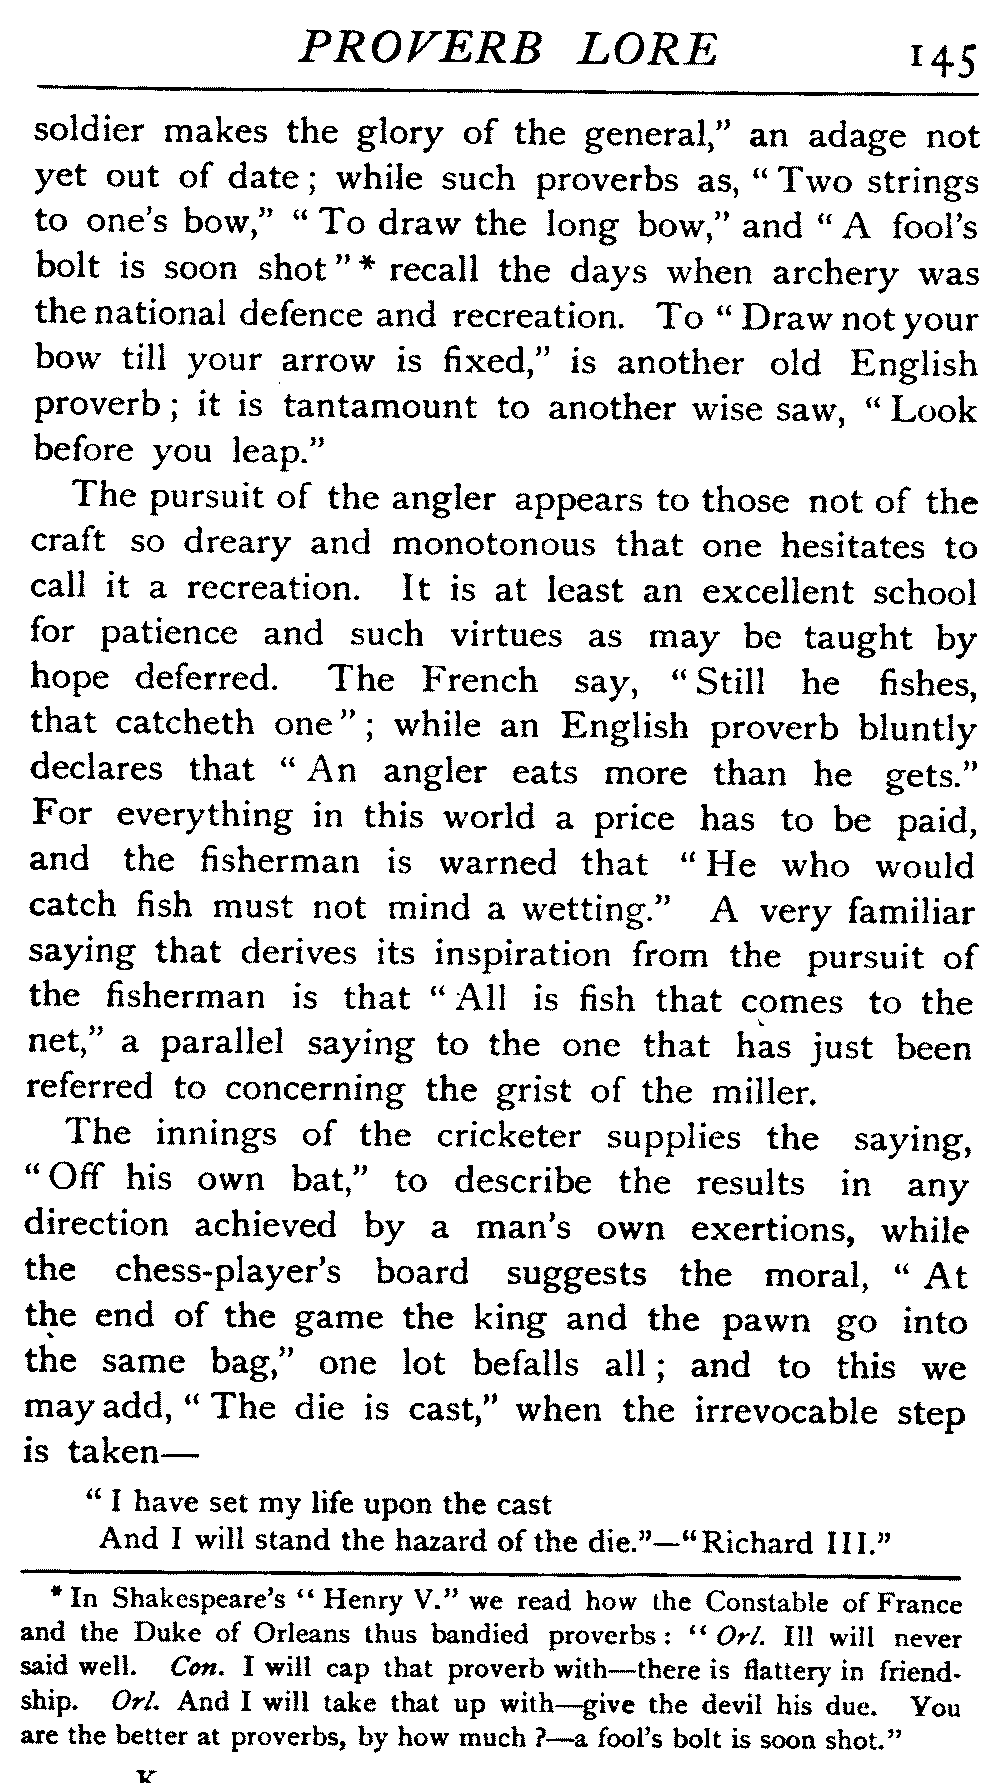 PROVERB LORE 145
soldier makes the glory of the general,” an adage not
yet out of date; while such proverbs as, “Two strings
to one's bow,” “To draw the long bow,” and “A fool's
bolt is soon shot”* recall the days when archery was
the national defence and recreation. To “Draw not your
bow till your arrow is fixed,” is another old English
proverb; it is tantamount to another wise saw, “Look
before you leap.”
The pursuit of the angler appears to those not of the
craft so dreary and monotonous that one hesitates to
call it a recreation. It is at least an excellent school
for patience and such virtues as may be taught by
hope deferred. The French say, “Still he fishes,
that catcheth one”; while an English proverb bluntly
declares that “An angler eats more than he gets.”
For everything in this world a price has to be paid,
and the fisherman is warned that “He who would
catch fish must not mind a wetting.” A very familiar
saying that derives its inspiration from the pursuit of
the fisherman is that “All is fish that comes to the
net,” a parallel saying to the one that has just been
referred to concerning the grist of the miller.
The innings of the cricketer supplies the saying,
“Off his own bat,” to describe the results in any
direction achieved by a man's own exertions, while
the chess-player's board suggests the moral, “At
the end of the game the king and the pawn go into
the same bag,” one lot befalls all; and to this we
may add, “The die is cast,” when the irrevocable step
is taken—
“I have set my life upon the cast
And I will stand the hazard of the die.”—“Richard III.”
* In Shakespeare's “Henry V.” we read how the Constable of France
and the Duke of Orleans thus bandied proverbs: “Orl. Ill will never
said well. Con. I will cap that proverb with—there is flattery in friend-
ship. Orl. And I will take that up with—give the devil his due. You
are the better at proverbs, by how much?—a fool's bolt is soon shot.”
K